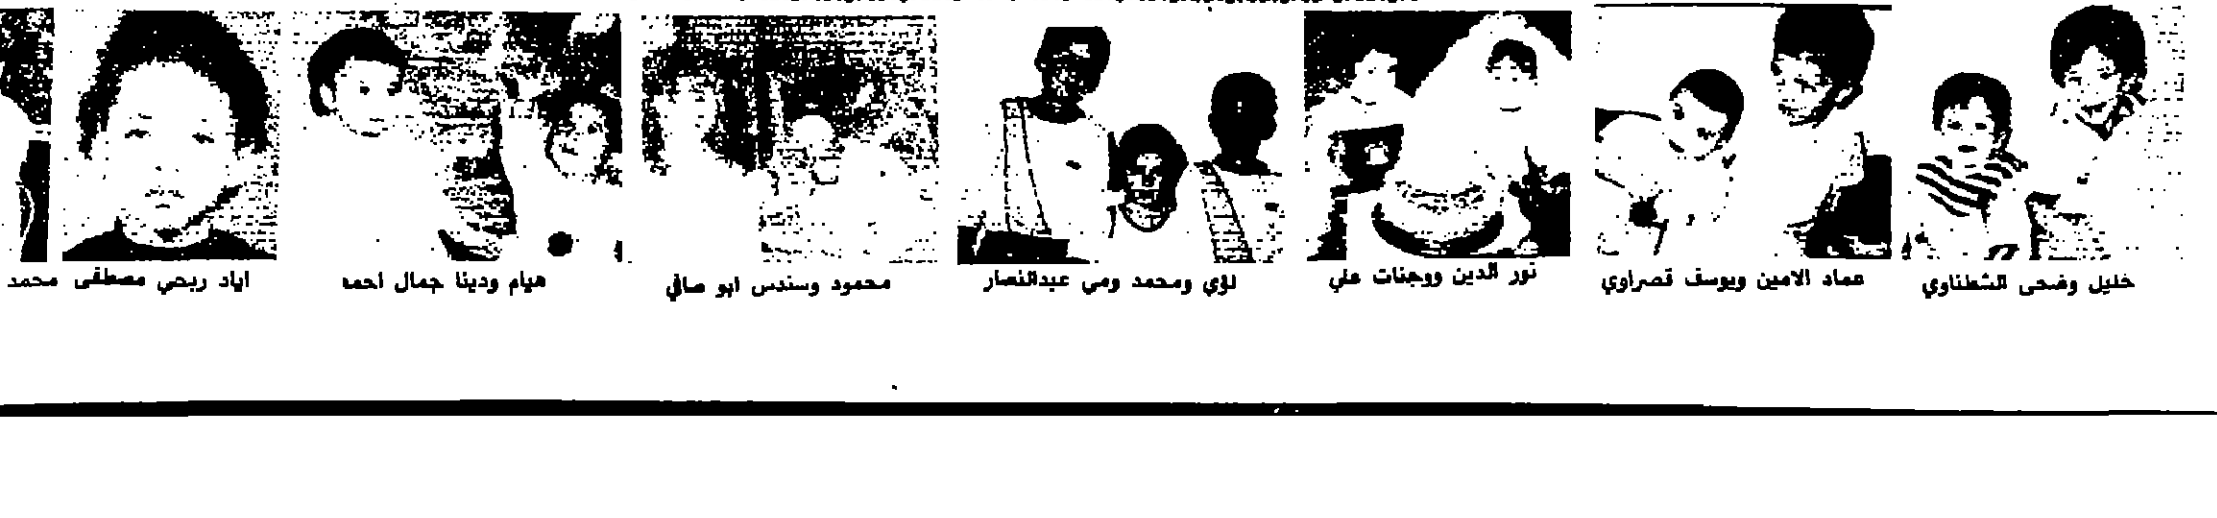 خليل وضحى الشطناوي
عماد الامين ويوسف قصراوي
نور الدين ووجنات علي
لؤي ومحمد ومي عبدالنصار
محمود وسندس ابو صافي
هيام ودينا جمال احمد
اياد ربحي مصطفى
محمد